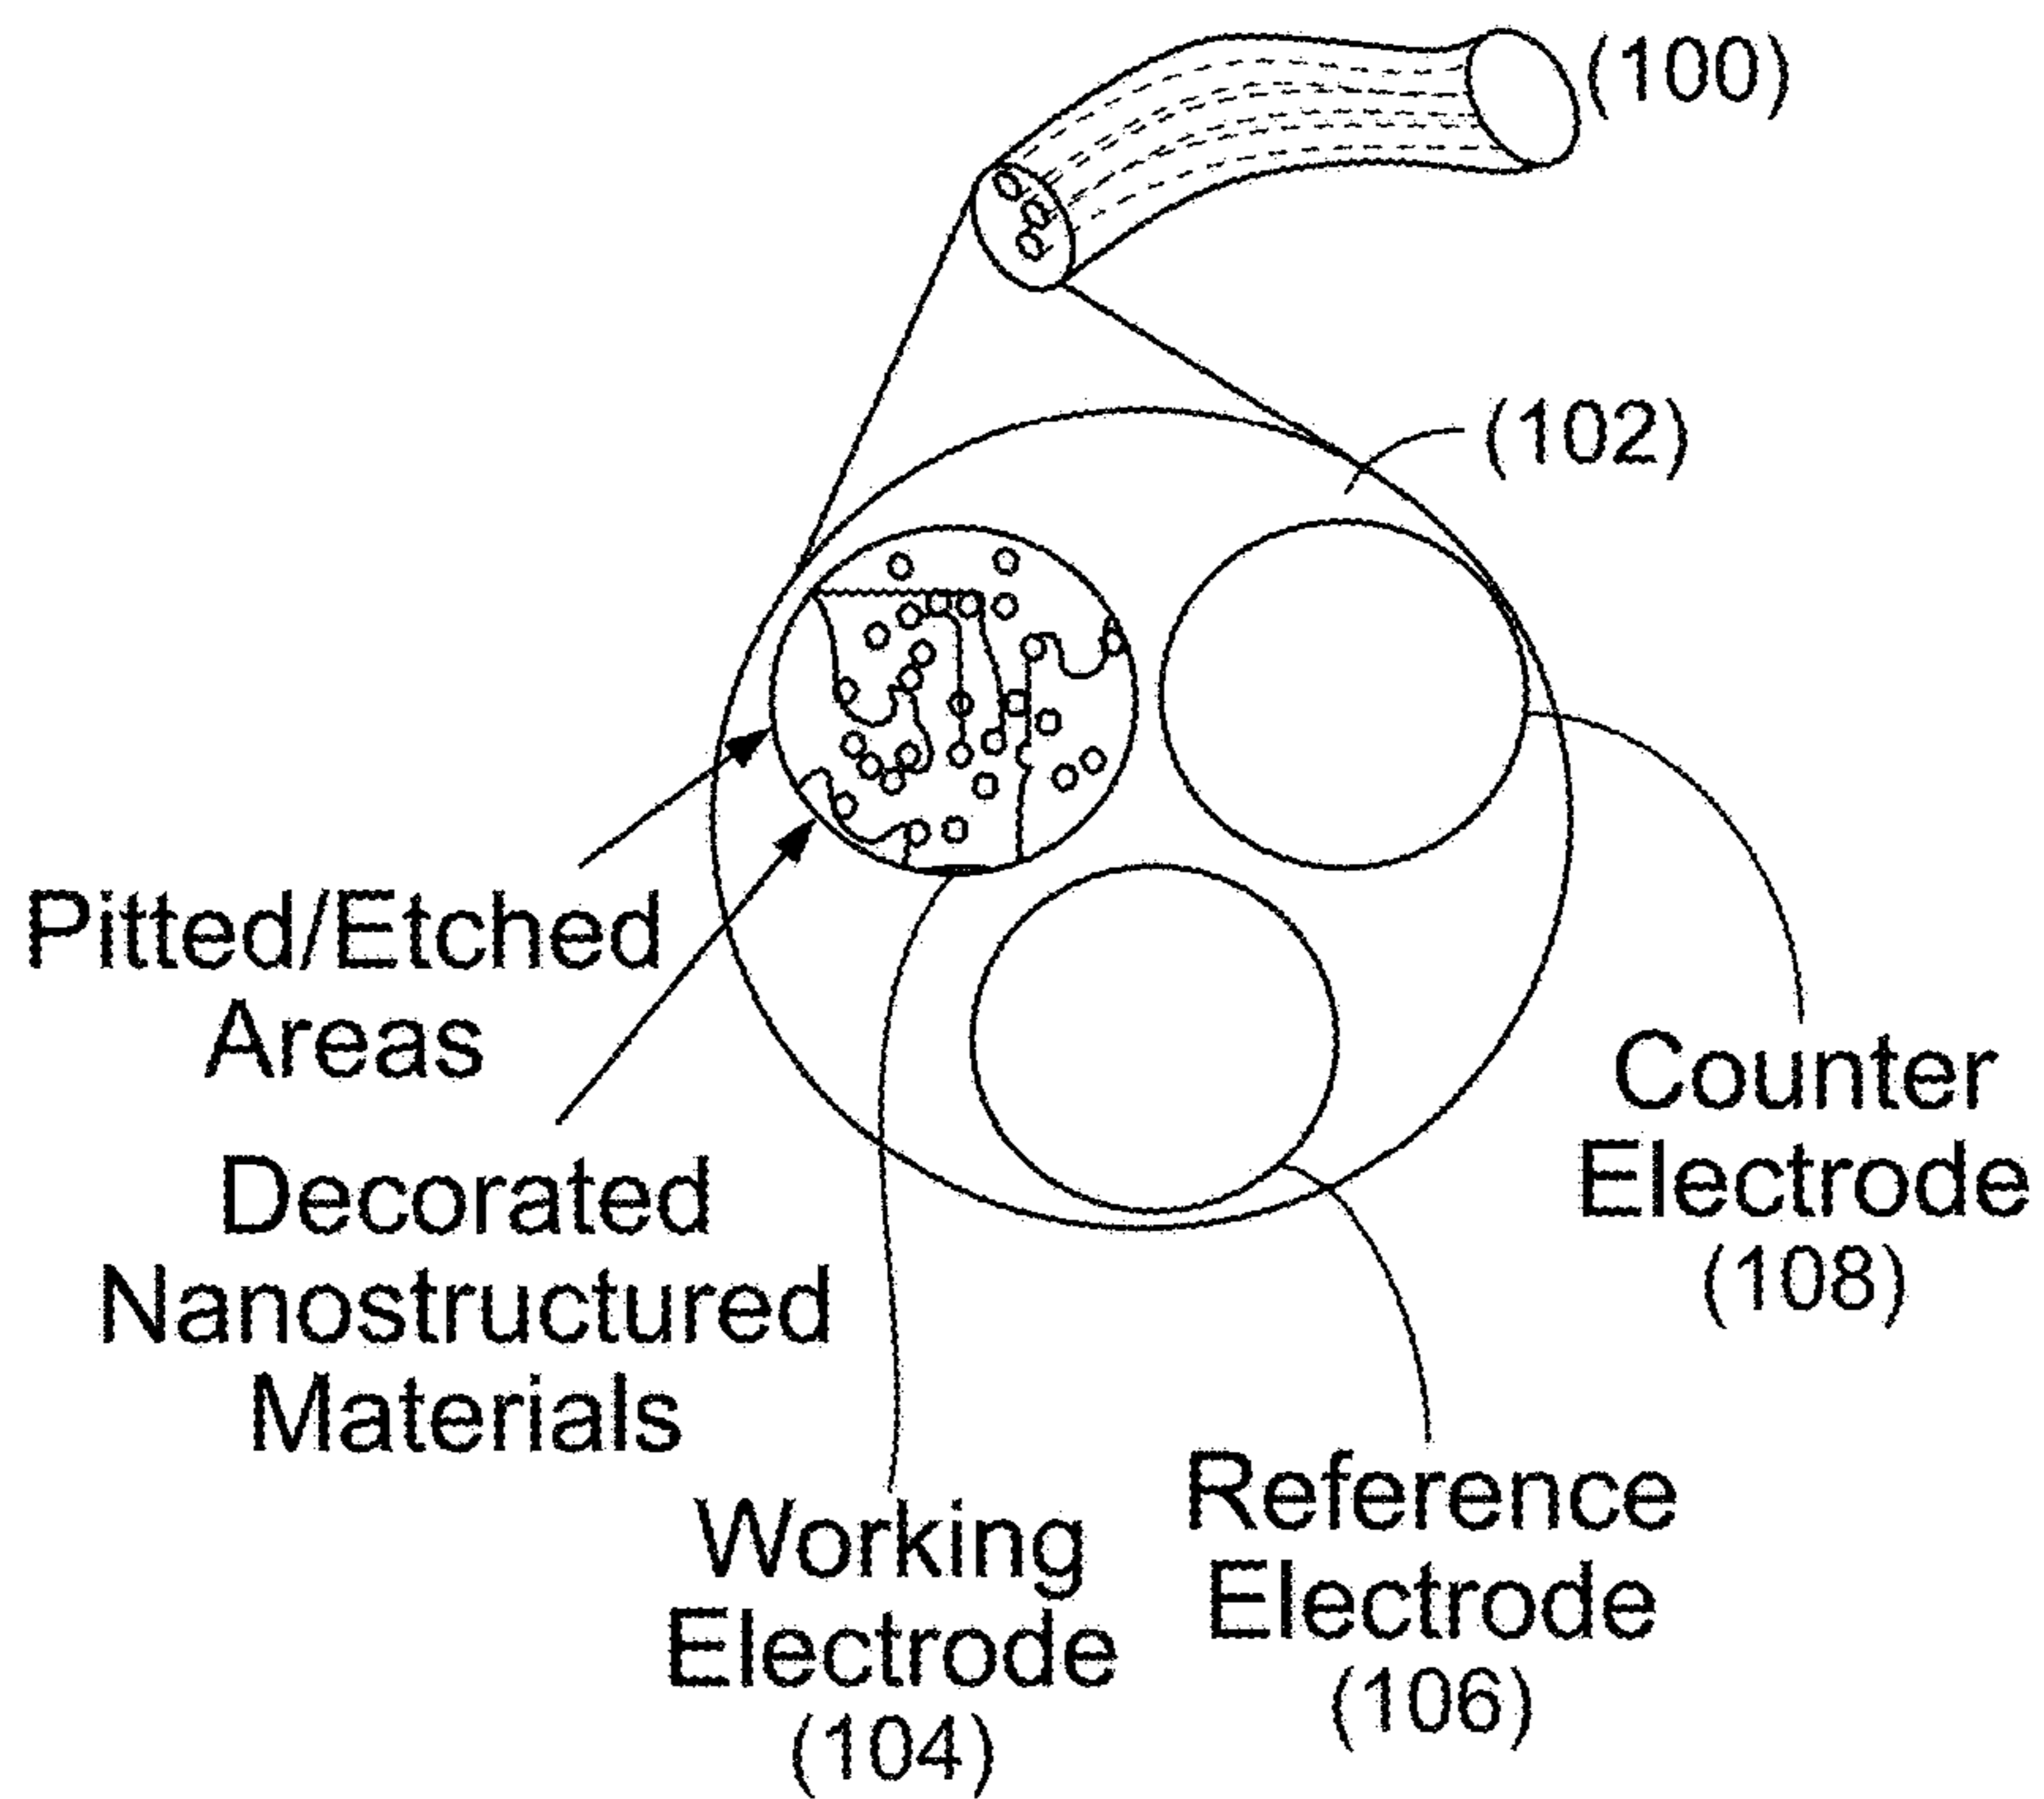 (100)
(102)
Pitted/Etched
Areas
Decorated
Nanostructured
Materials
Counter
Electrode
(108)
Working
Electrode
(104)
Reference
Electrode
(106)